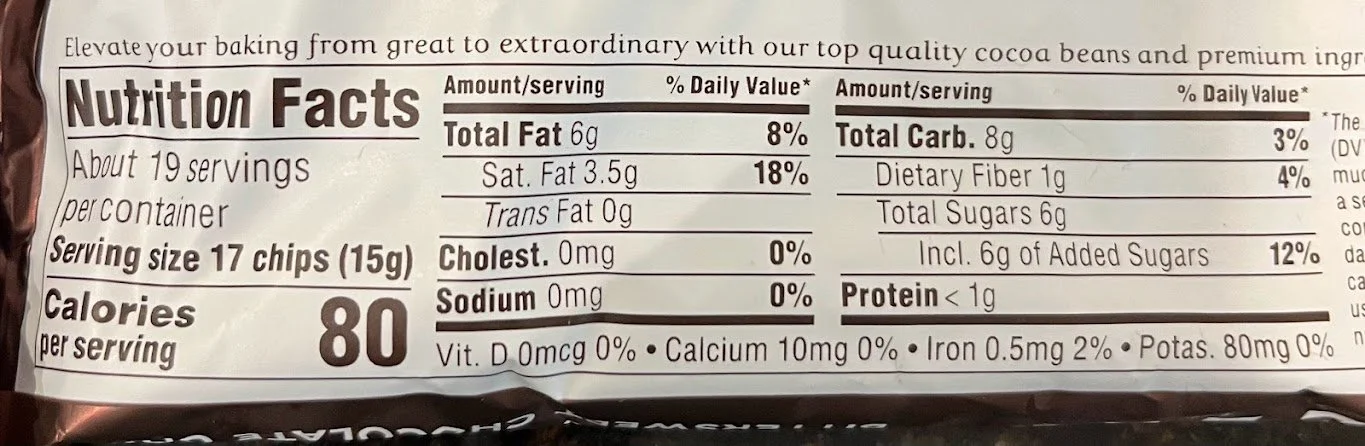 Elevate your baking from great to extraordinary with our top quality cocoa beans and premium
Nutrition Facts
About 19 servings
per container
Serving size 17 chips (15g)
Calories
per serving
80
Amount/serving % Daily Value*
Total Fat 6g 8%
Sat. Fat 3.5g 18%
Trans Fat 0g
Cholest. 0mg 0%
Sodium 0mg 0%
Amount/serving % Daily Value*
Total Carb. 8g 3%
Dietary Fiber 1g 4%
Total Sugars 6g
Incl. 6g of Added Sugars 12%
Protein < 1g
Vit. D 0mcg 0% • Calcium 10mg 0% • Iron 0.5mg 2% • Potas. 80mg 0%
*The
(DV
a